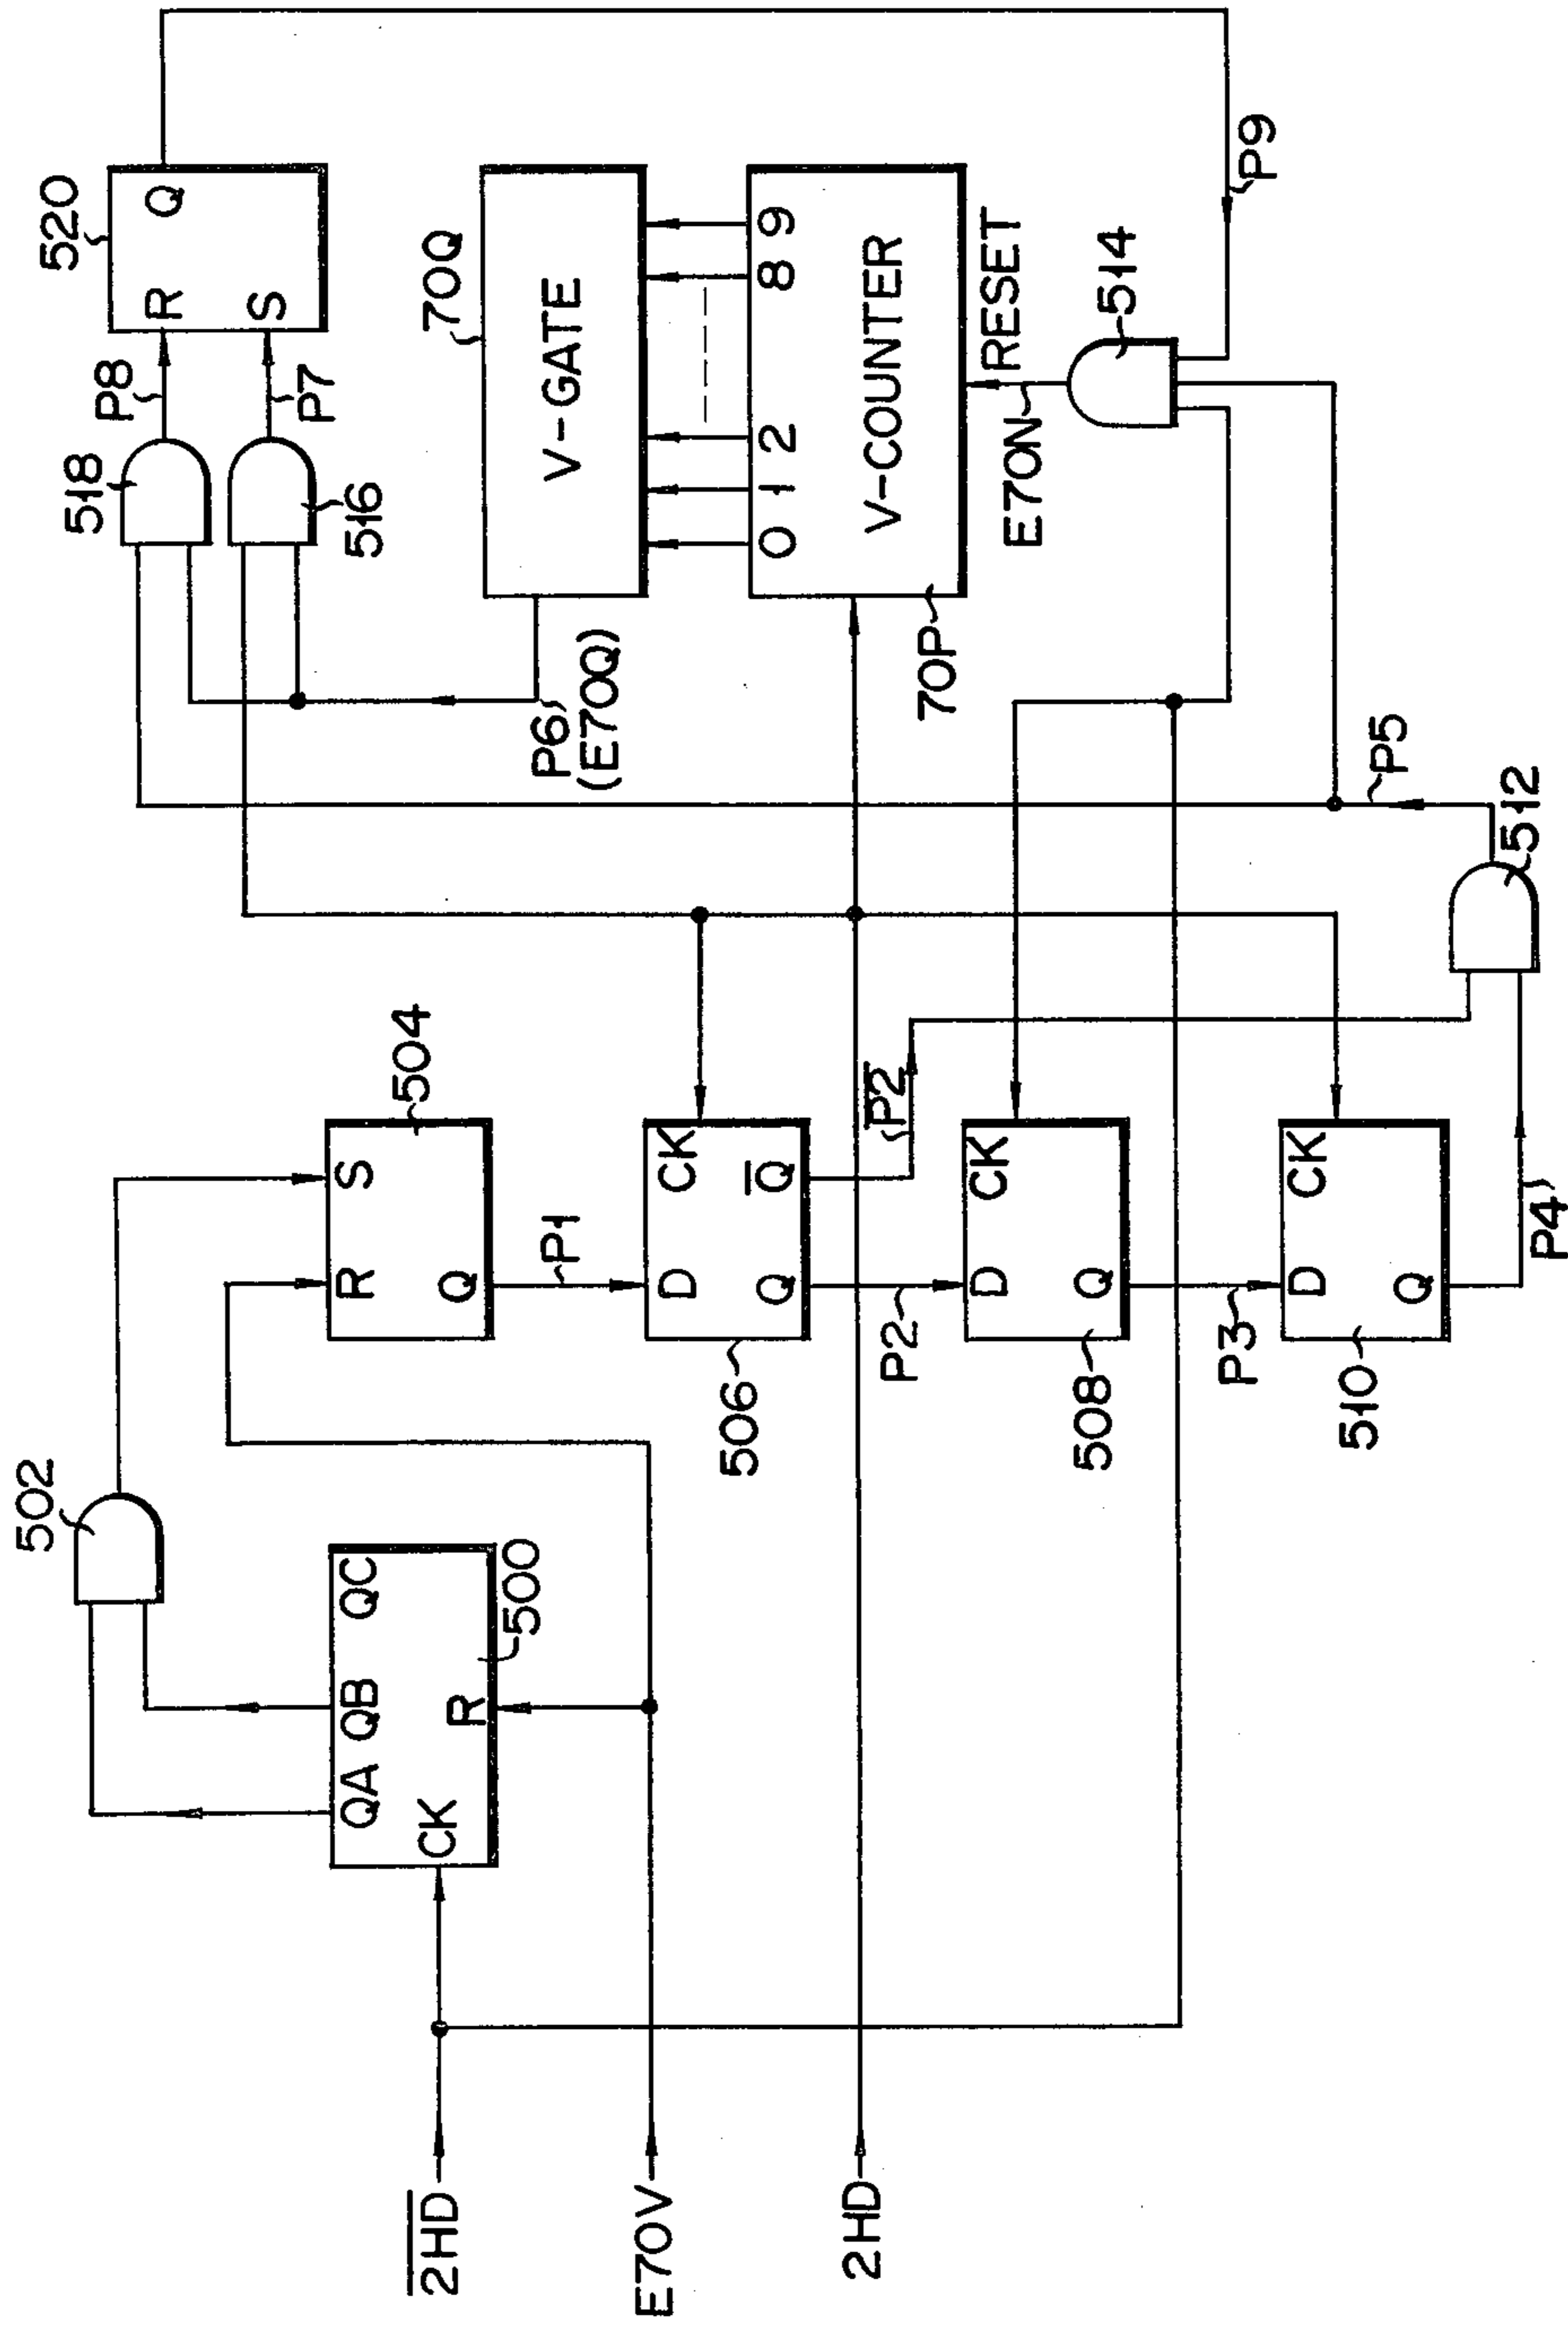 502
QA QB QC
CK
R
500
504
R S
Q
P1
D CK
Q Q̅
506
P2
P̅2̅
D CK
Q
508
P3
D CK
Q
510
P4
512
P5
518
516
P8
P7
520
R Q
S
70Q
V-GATE
P6
(E70Q)
0 1 2 8 9
V-COUNTER
70P
RESET
E70N
514
P9
2̅H̅D̅
E70V
2HD